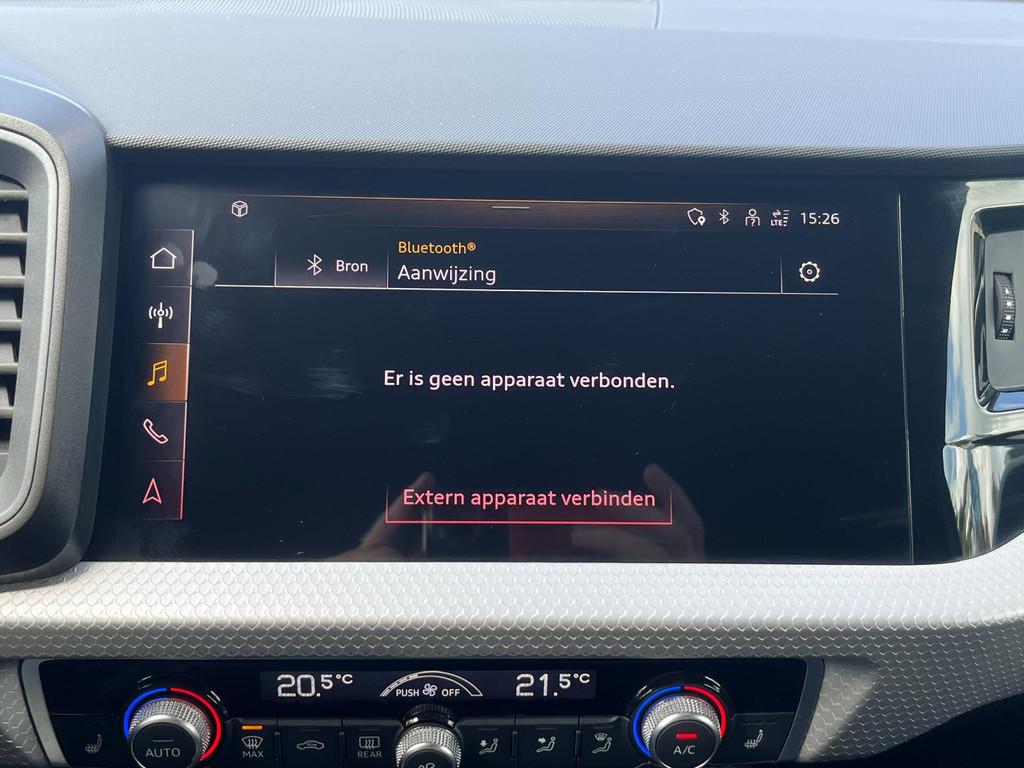 LTE 15:26
Bron
Bluetooth®
Aanwijzing
Er is geen apparaat verbonden.
Extern apparaat verbinden
20.5°C
PUSH OFF
21.5°C
AUTO
MAX
REAR
A/C